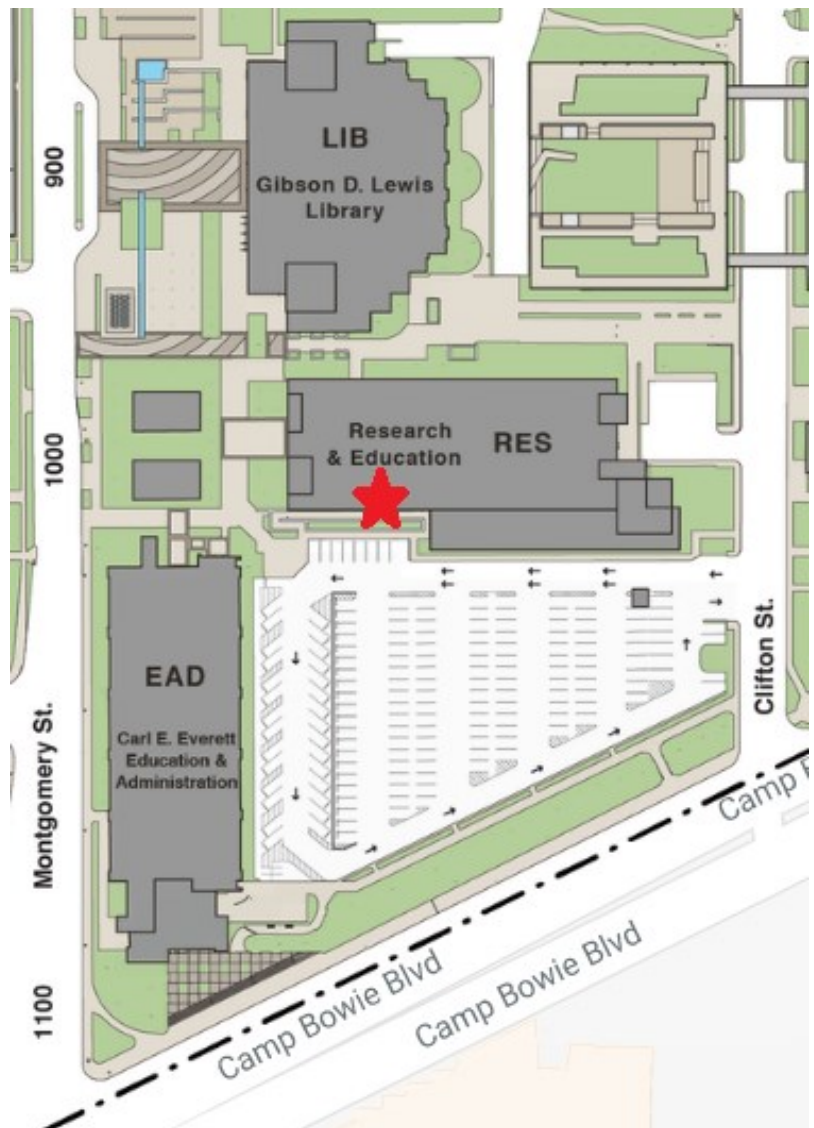 LIB
Gibson D. Lewis
Library
900
Research
& Education
RES
1000
EAD
Carl E. Everett
Education &
Administration
Clifton St.
Montgomery St.
Camp
Camp Bowie Blvd
Camp Bowie Blvd
1100